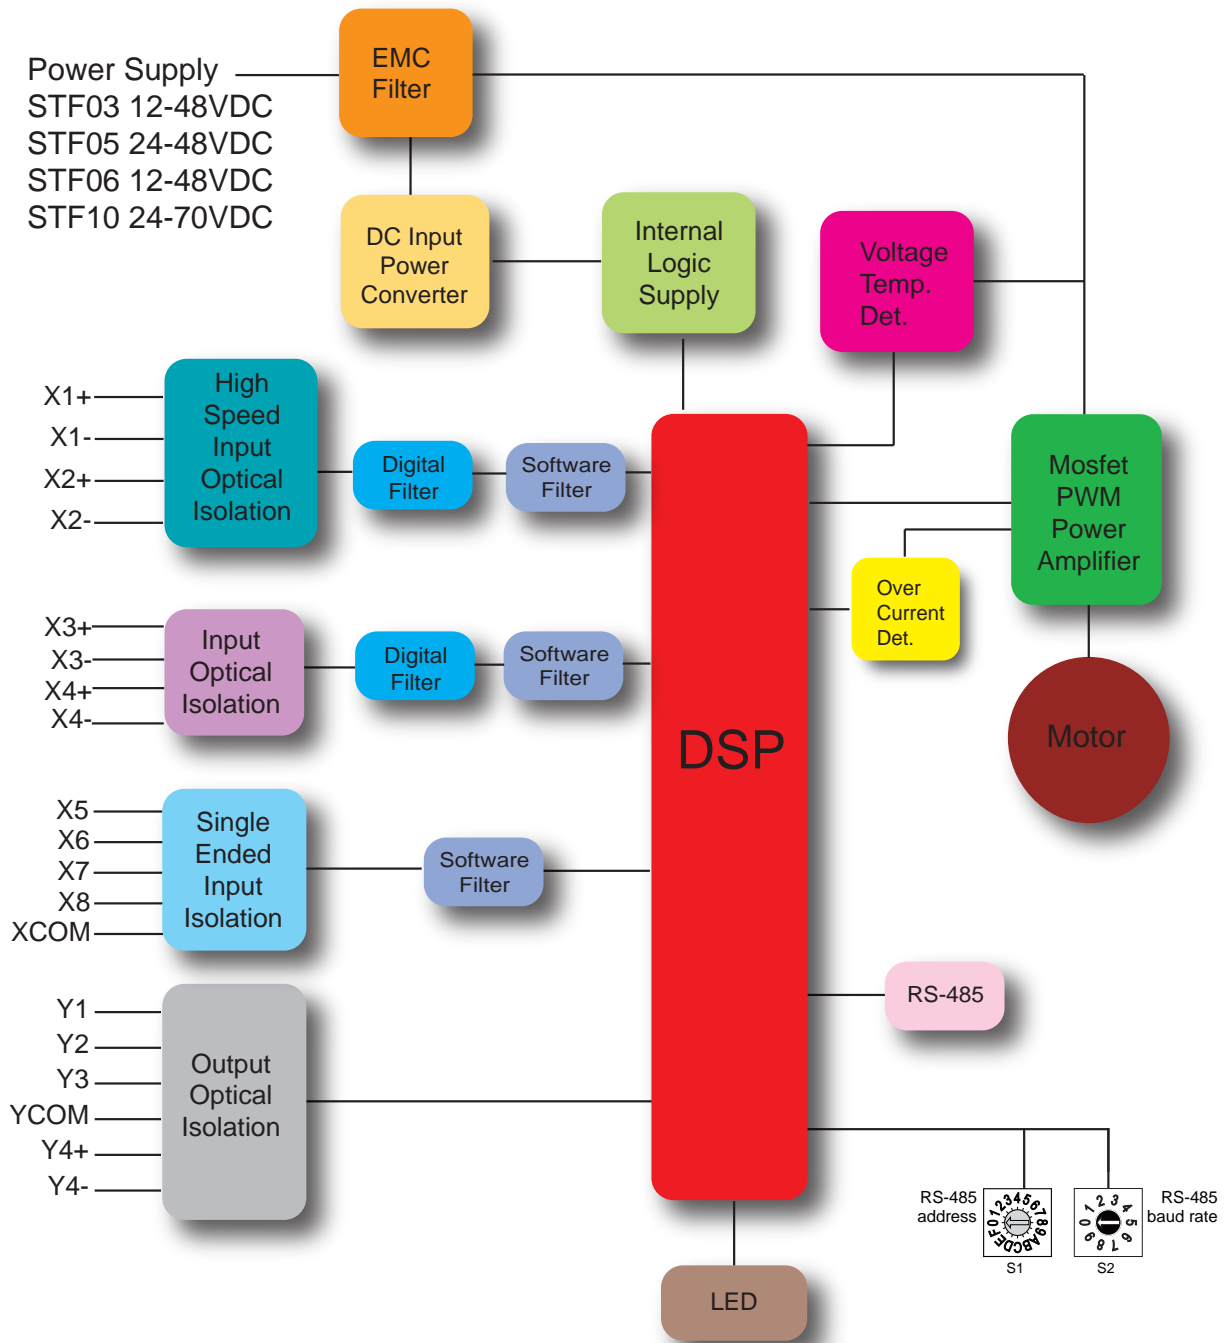 Power Supply
STF03 12-48VDC
STF05 24-48VDC
STF06 12-48VDC
STF10 24-70VDC
EMC
Filter
DC Input
Power
Converter
Internal
Logic
Supply
Voltage
Temp.
Det.
X1+
X1-
X2+
X2-
High
Speed
Input
Optical
Isolation
Digital
Filter
Software
Filter
Mosfet
PWM
Power
Amplifier
Over
Current
Det.
X3+
X3-
X4+
X4-
Input
Optical
Isolation
Digital
Filter
Software
Filter
DSP
Motor
X5
X6
X7
X8
XCOM
Single
Ended
Input
Isolation
Software
Filter
RS-485
Y1
Y2
Y3
YCOM
Y4+
Y4-
Output
Optical
Isolation
RS-485
address
0123456789ABCDEF
S1
0123456789
S2
RS-485
baud rate
LED